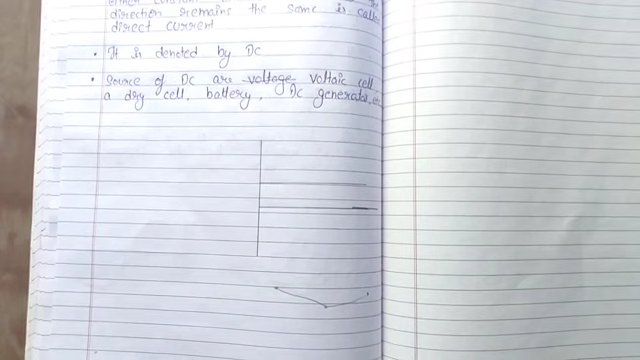 direction remains the same is called
direct current
• It is denoted by Dc
• Source of Dc are voltage voltaic cell,
a dry cell, battery, Dc generator,